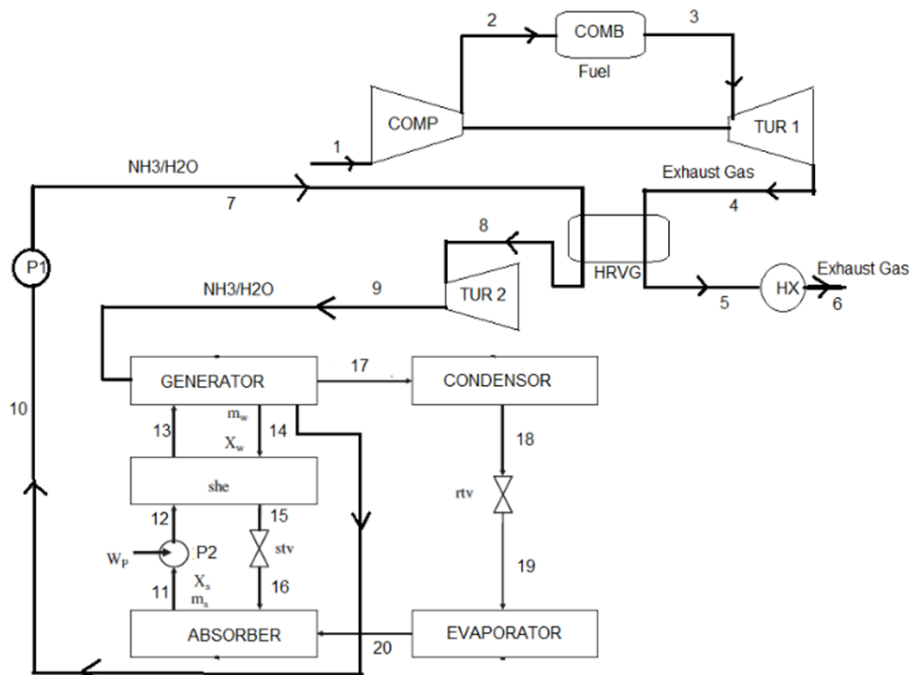 2
COMB
3
Fuel
COMP
TUR 1
1
NH3/H2O
Exhaust Gas
7
4
8
P1
HRVG
Exhaust Gas
HX
NH3/H2O
9
TUR 2
5
6
17
GENERATOR
CONDENSOR
10
mw
13
14
18
Xw
she
rtv
12
15
Wp
P2
stv
19
11
Xs
16
ms
ABSORBER
EVAPORATOR
20